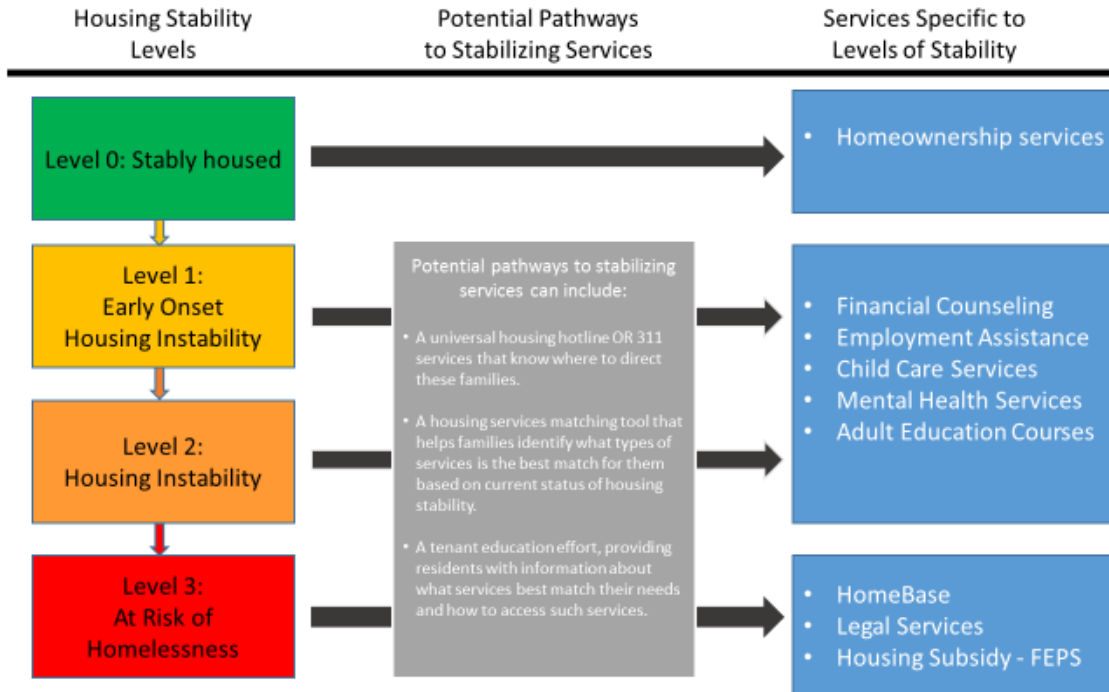 Housing Stability
Levels
Potential Pathways
to Stabilizing Services
Services Specific to
Levels of Stability
Level 0: Stably housed
• Homeownership services
Level 1:
Early Onset
Housing Instability
Level 2:
Housing Instability
Level 3:
At Risk of
Homelessness
Potential pathways to stabilizing
services can include:
• A universal housing hotline OR 311
services that know where to direct
these families.
• A housing services matching tool that
helps families identify what types of
services is the best match for them
based on current status of housing
stability.
• A tenant education effort, providing
residents with information about
what services best match their needs
and how to access such services.
• Financial Counseling
• Employment Assistance
• Child Care Services
• Mental Health Services
• Adult Education Courses
• HomeBase
• Legal Services
• Housing Subsidy - FEPS